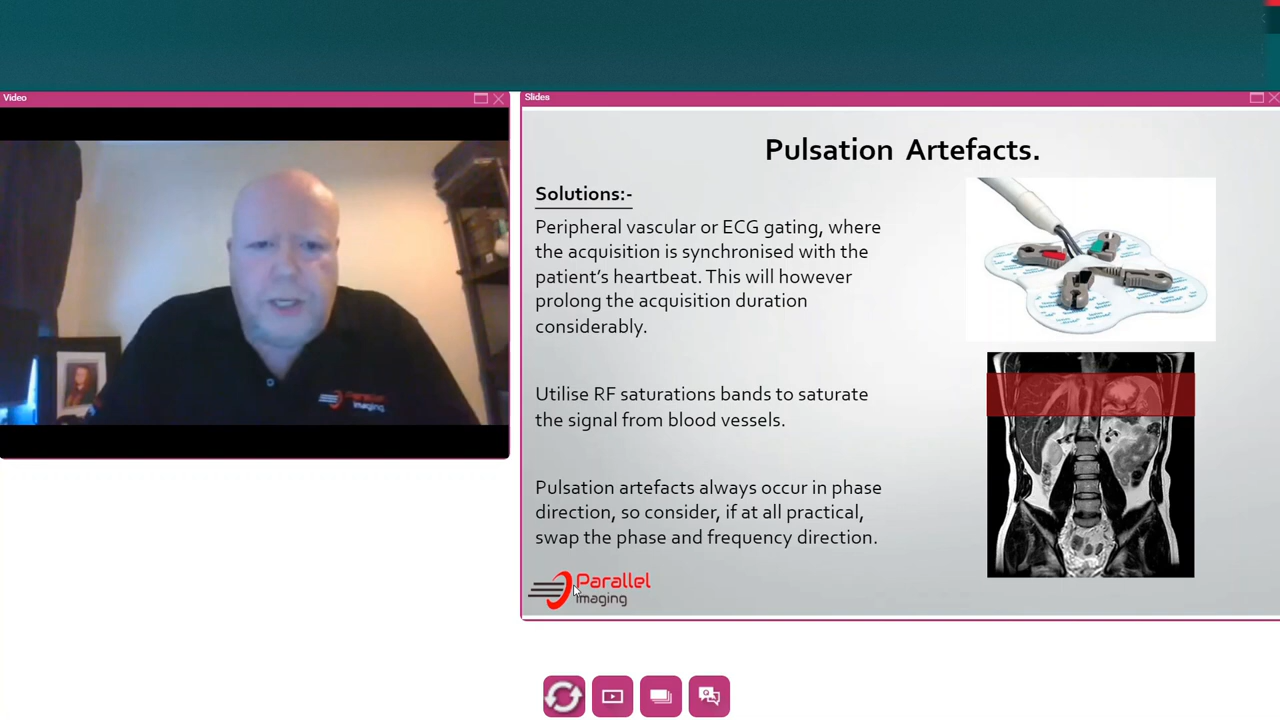 Video
Slides
Pulsation Artefacts.
Solutions:-
Peripheral vascular or ECG gating, where
the acquisition is synchronised with the
patient’s heartbeat. This will however
prolong the acquisition duration
considerably.
Utilise RF saturations bands to saturate
the signal from blood vessels.
Pulsation artefacts always occur in phase
direction, so consider, if at all practical,
swap the phase and frequency direction.
Parallel
imaging
Parallel
imaging